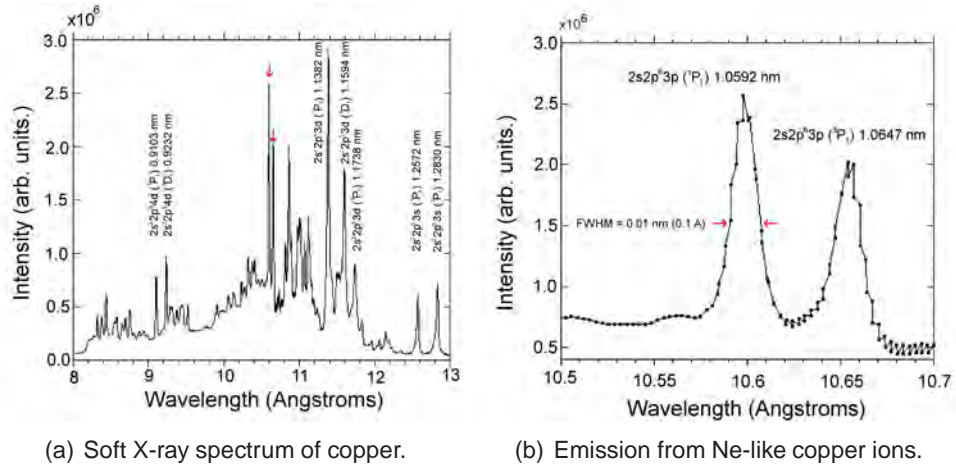 x10⁶
3.0
2.5
2.0
1.5
1.0
0.5
0.0
Intensity (arb. units.)
8 9 10 11 12 13
Wavelength (Angstroms)
2s²2p⁵4d (¹P₁) 0.9103 nm
2s²2p⁵4d (³D₁) 0.9232 nm
2s²2p⁵3d (¹P₁) 1.1382 nm
2s²2p⁵3d (³D₁) 1.1594 nm
2s²2p⁵3d (³P₁) 1.1738 nm
2s²2p⁵3s (¹P₁) 1.2572 nm
2s²2p⁵3s (³P₁) 1.2830 nm
(a) Soft X-ray spectrum of copper.
x10⁶
3.0
2.5
2.0
1.5
1.0
0.5
Intensity (arb. units.)
2s2p⁶3p (¹P₁) 1.0592 nm
2s2p⁶3p (³P₁) 1.0647 nm
FWHM = 0.01 nm (0.1 A)
10.5 10.55 10.6 10.65 10.7
Wavelength (Angstroms)
(b) Emission from Ne-like copper ions.